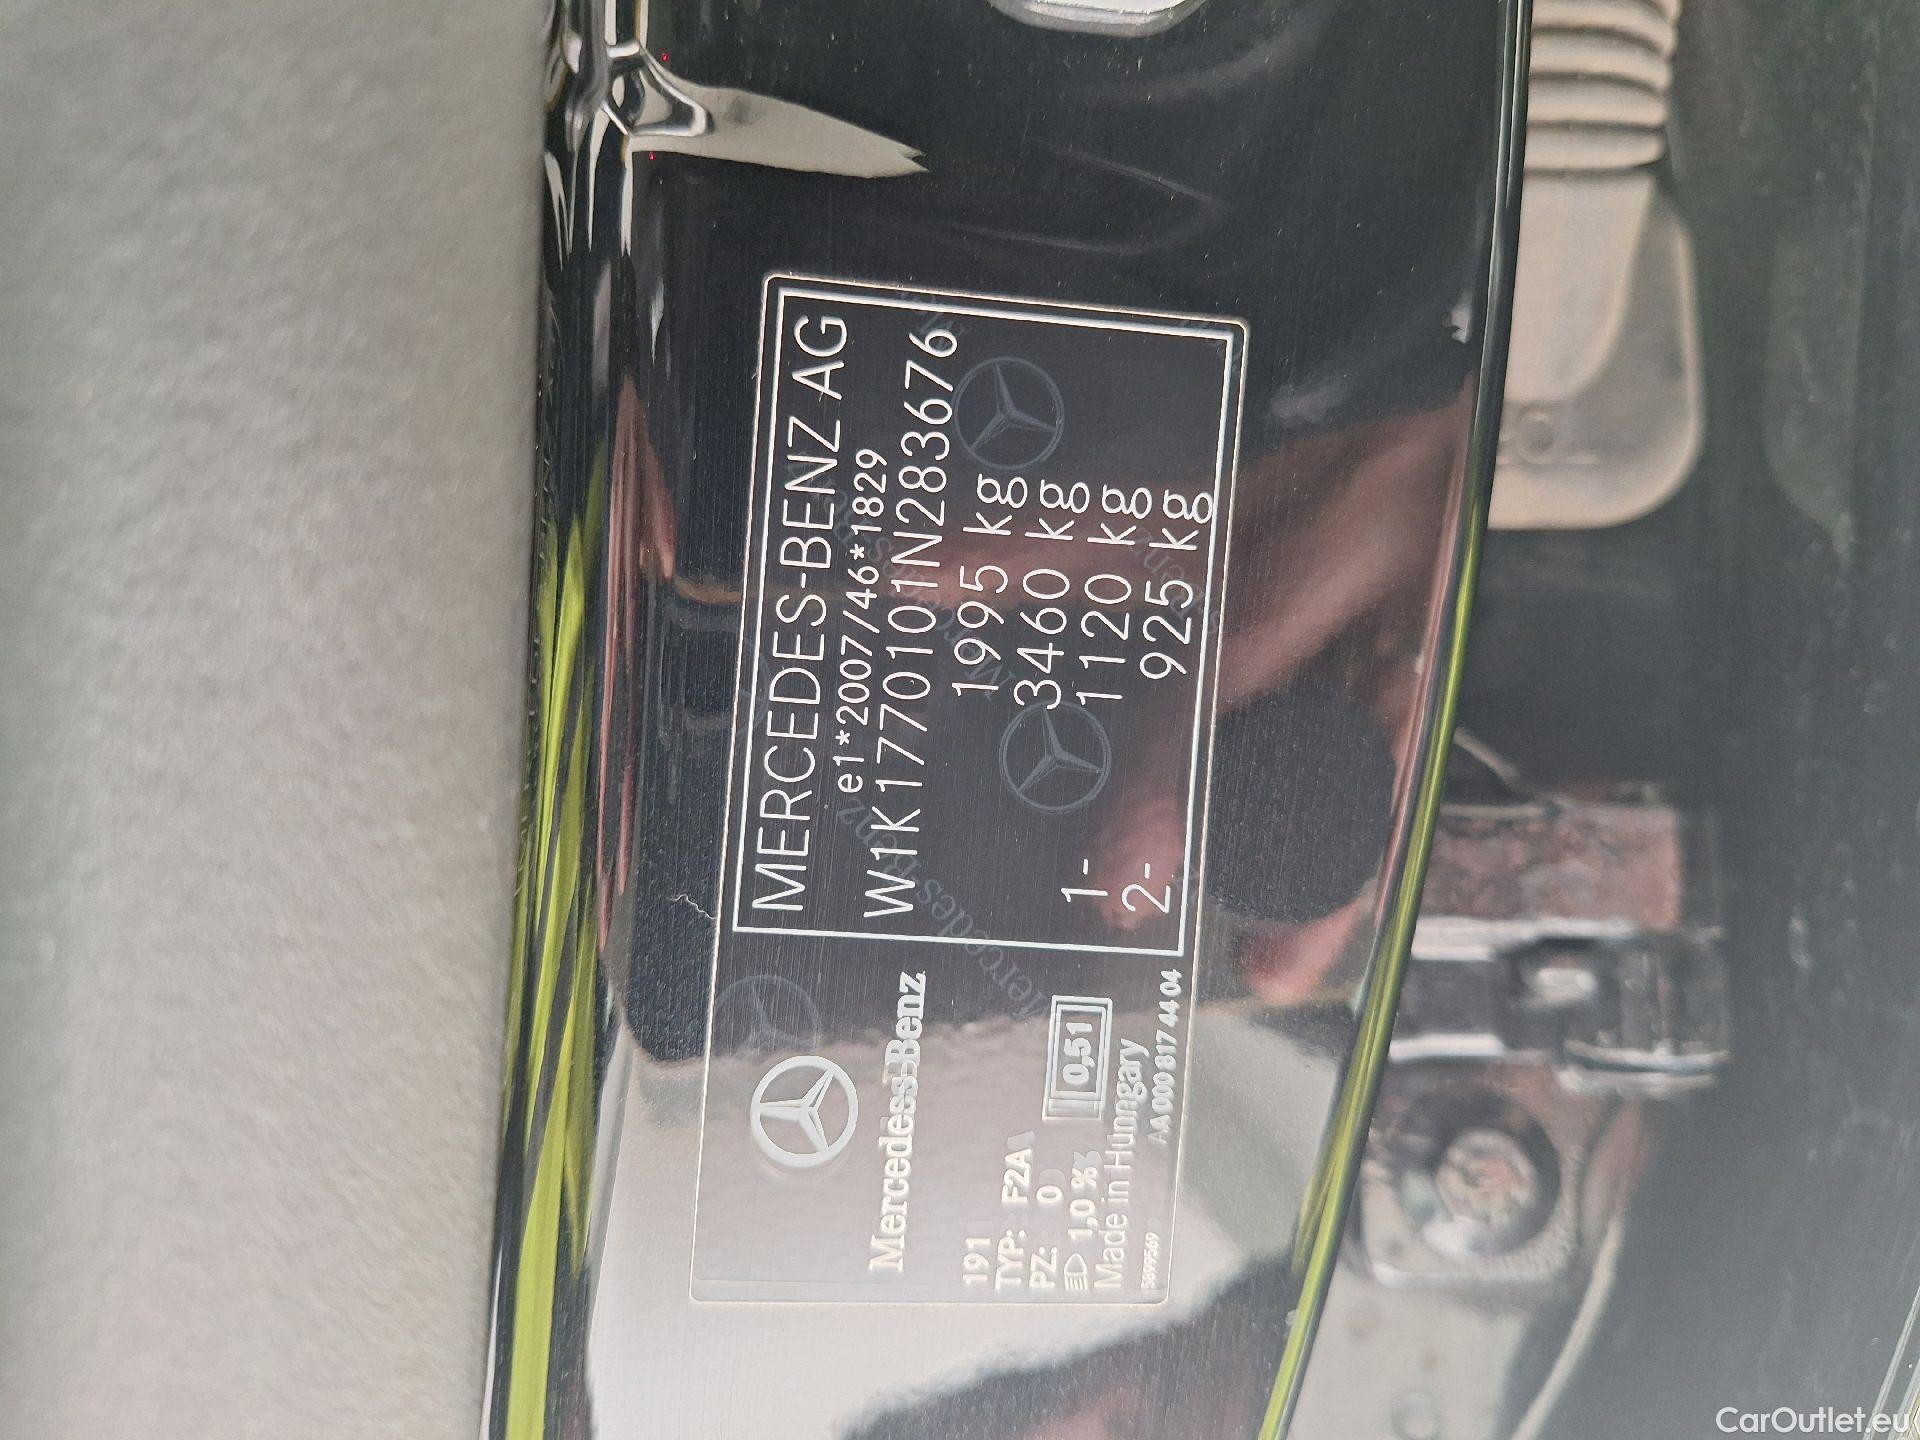 MERCEDES-BENZ AG
e1*2007/46*1829
W1K1770101N283676
1995 kg
3460 kg
1- 1120 kg
2- 925 kg
Mercedes-Benz
191
TYP: F2A
PZ: 0
1,0 %
0,51
Made in Hungary
58997569
A 000 817 44 04
CarOutlet.eu